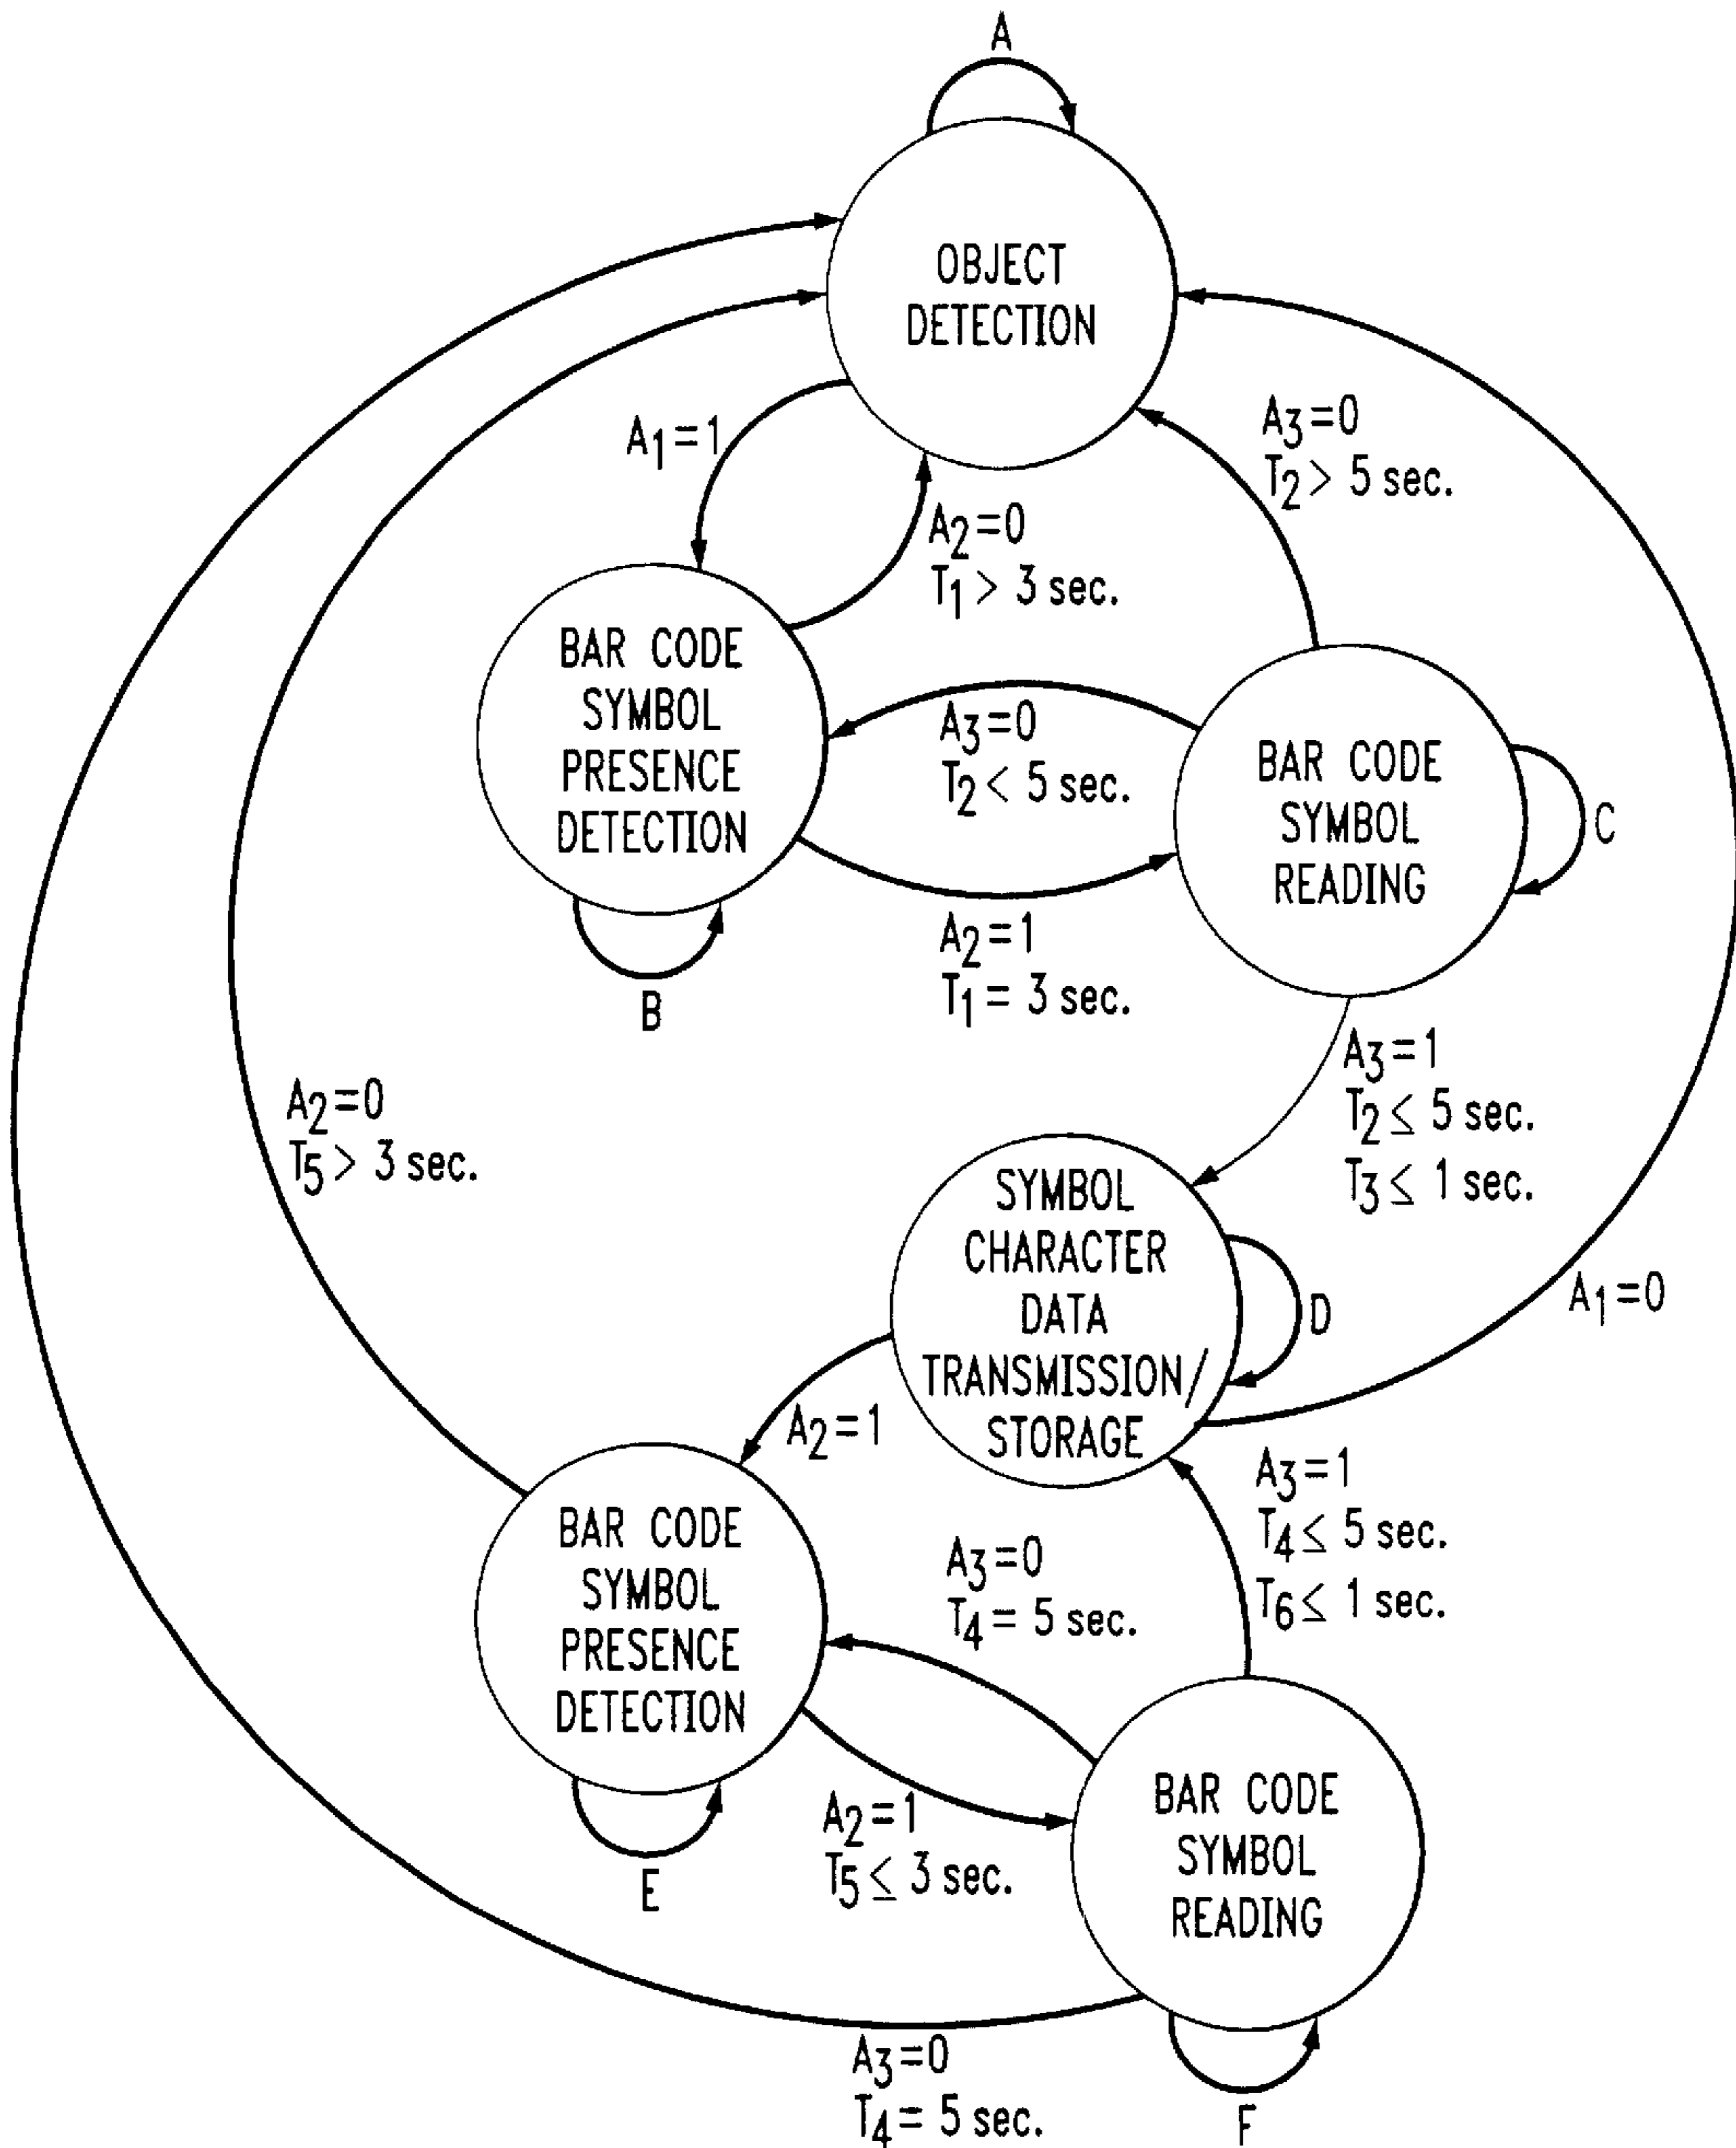 A
OBJECT
DETECTION
A1=1
A3=0
T2> 5 sec.
A2=0
T1> 3 sec.
BAR CODE
SYMBOL
PRESENCE
DETECTION
B
A3=0
T2< 5 sec.
BAR CODE
SYMBOL
READING
C
A2=1
T1= 3 sec.
A3=1
T2≤ 5 sec.
T3≤ 1 sec.
A2=0
T5> 3 sec.
SYMBOL
CHARACTER
DATA
TRANSMISSION/
STORAGE
D
A1=0
A2=1
A3=1
T4≤ 5 sec.
T6≤ 1 sec.
BAR CODE
SYMBOL
PRESENCE
DETECTION
E
A3=0
T4= 5 sec.
A2=1
T5≤ 3 sec.
BAR CODE
SYMBOL
READING
F
A3=0
T4= 5 sec.